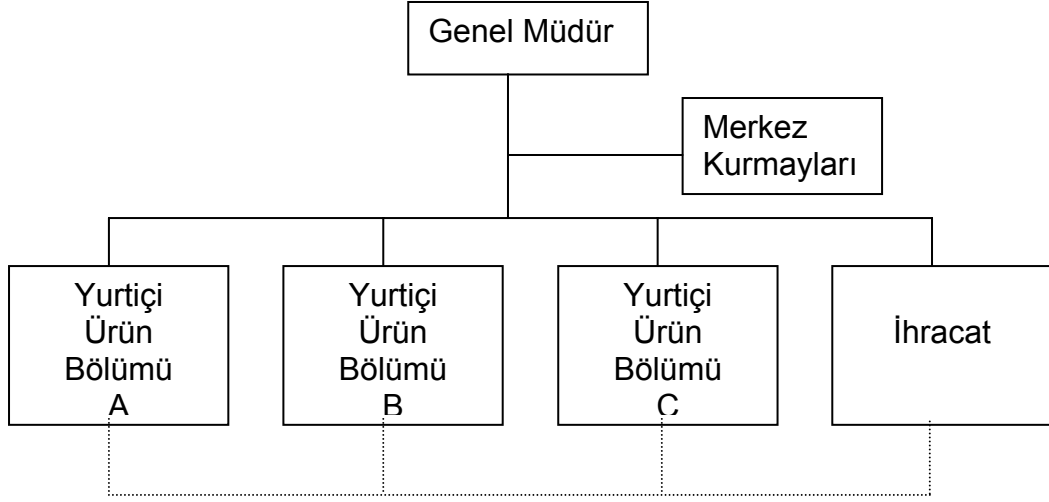 Genel Müdür
Merkez
Kurmayları
Yurtiçi
Ürün
Bölümü
A
Yurtiçi
Ürün
Bölümü
B
Yurtiçi
Ürün
Bölümü
C
İhracat